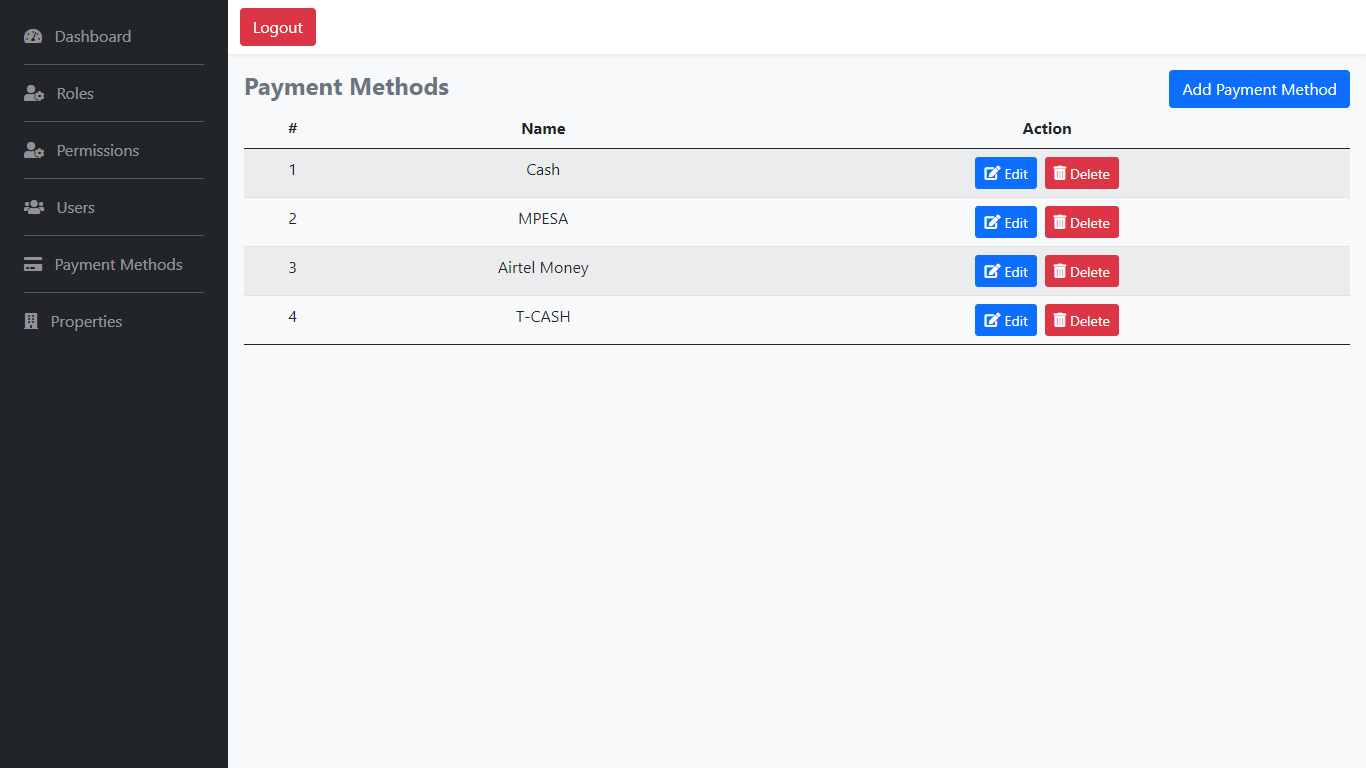 Dashboard
Roles
Permissions
Users
Payment Methods
Properties
Logout
Payment Methods
Add Payment Method
# Name Action
1 Cash Edit Delete
2 MPESA Edit Delete
3 Airtel Money Edit Delete
4 T-CASH Edit Delete